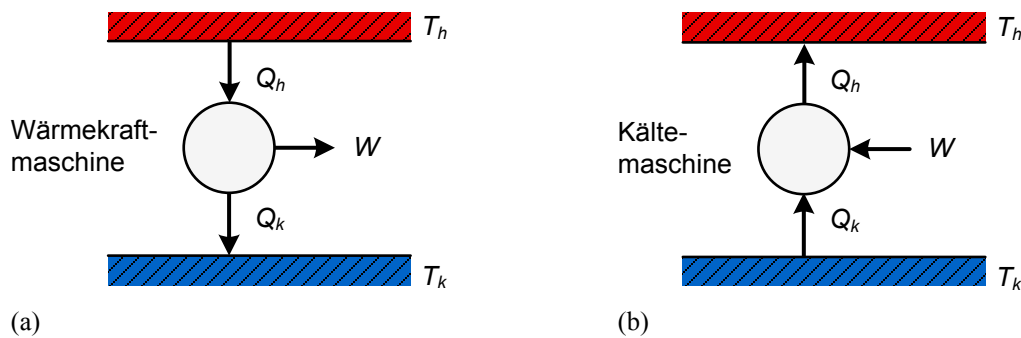 T_h
Q_h
Wärmekraft-
maschine
W
Q_k
T_k
(a)
T_h
Q_h
Kälte-
maschine
W
Q_k
T_k
(b)